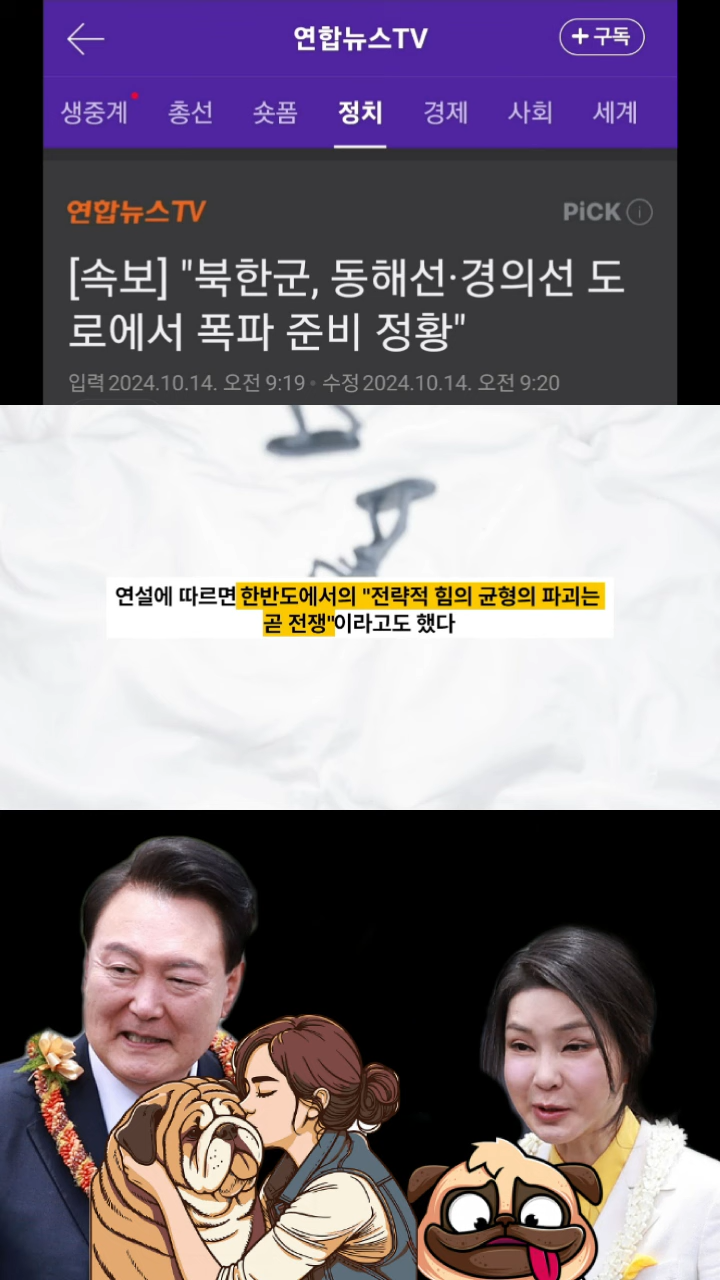 연합뉴스TV
+구독
생중계 총선 숏폼 정치 경제 사회 세계
연합뉴스TV
PiCK
[속보] "북한군, 동해선·경의선 도
로에서 폭파 준비 정황"
입력 2024.10.14. 오전 9:19 • 수정 2024.10.14. 오전 9:20
연설에 따르면 한반도에서의 "전략적 힘의 균형의 파괴는
곧 전쟁"이라고도 했다